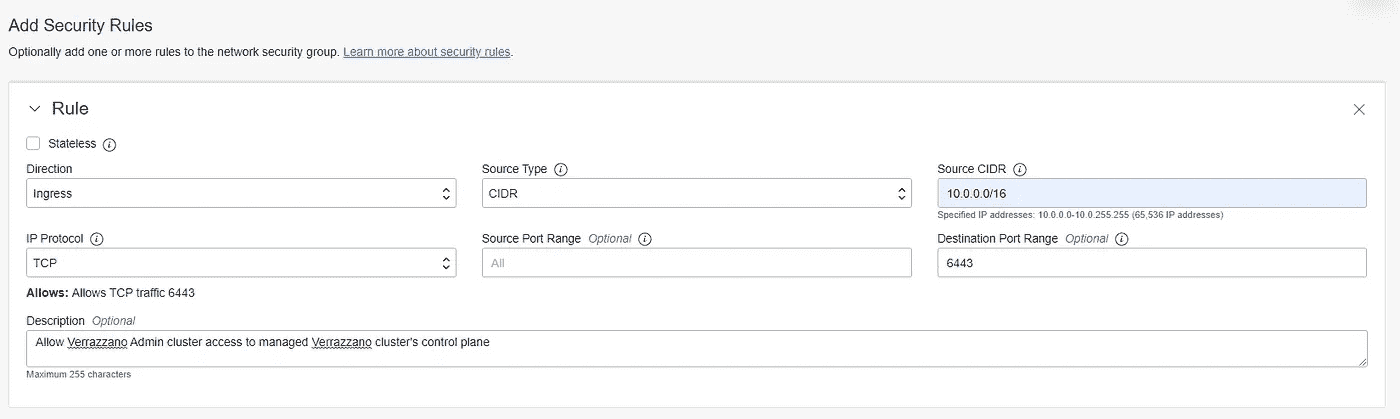 Add Security Rules
Optionally add one or more rules to the network security group. Learn more about security rules.
Rule
Stateless
Direction Source Type Source CIDR
Ingress CIDR 10.0.0.0/16
Specified IP addresses: 10.0.0.0-10.0.255.255 (65,536 IP addresses)
IP Protocol Source Port Range Optional Destination Port Range Optional
TCP All 6443
Allows: Allows TCP traffic 6443
Description Optional
Allow Verrazzano Admin cluster access to managed Verrazzano cluster's control plane
Maximum 255 characters